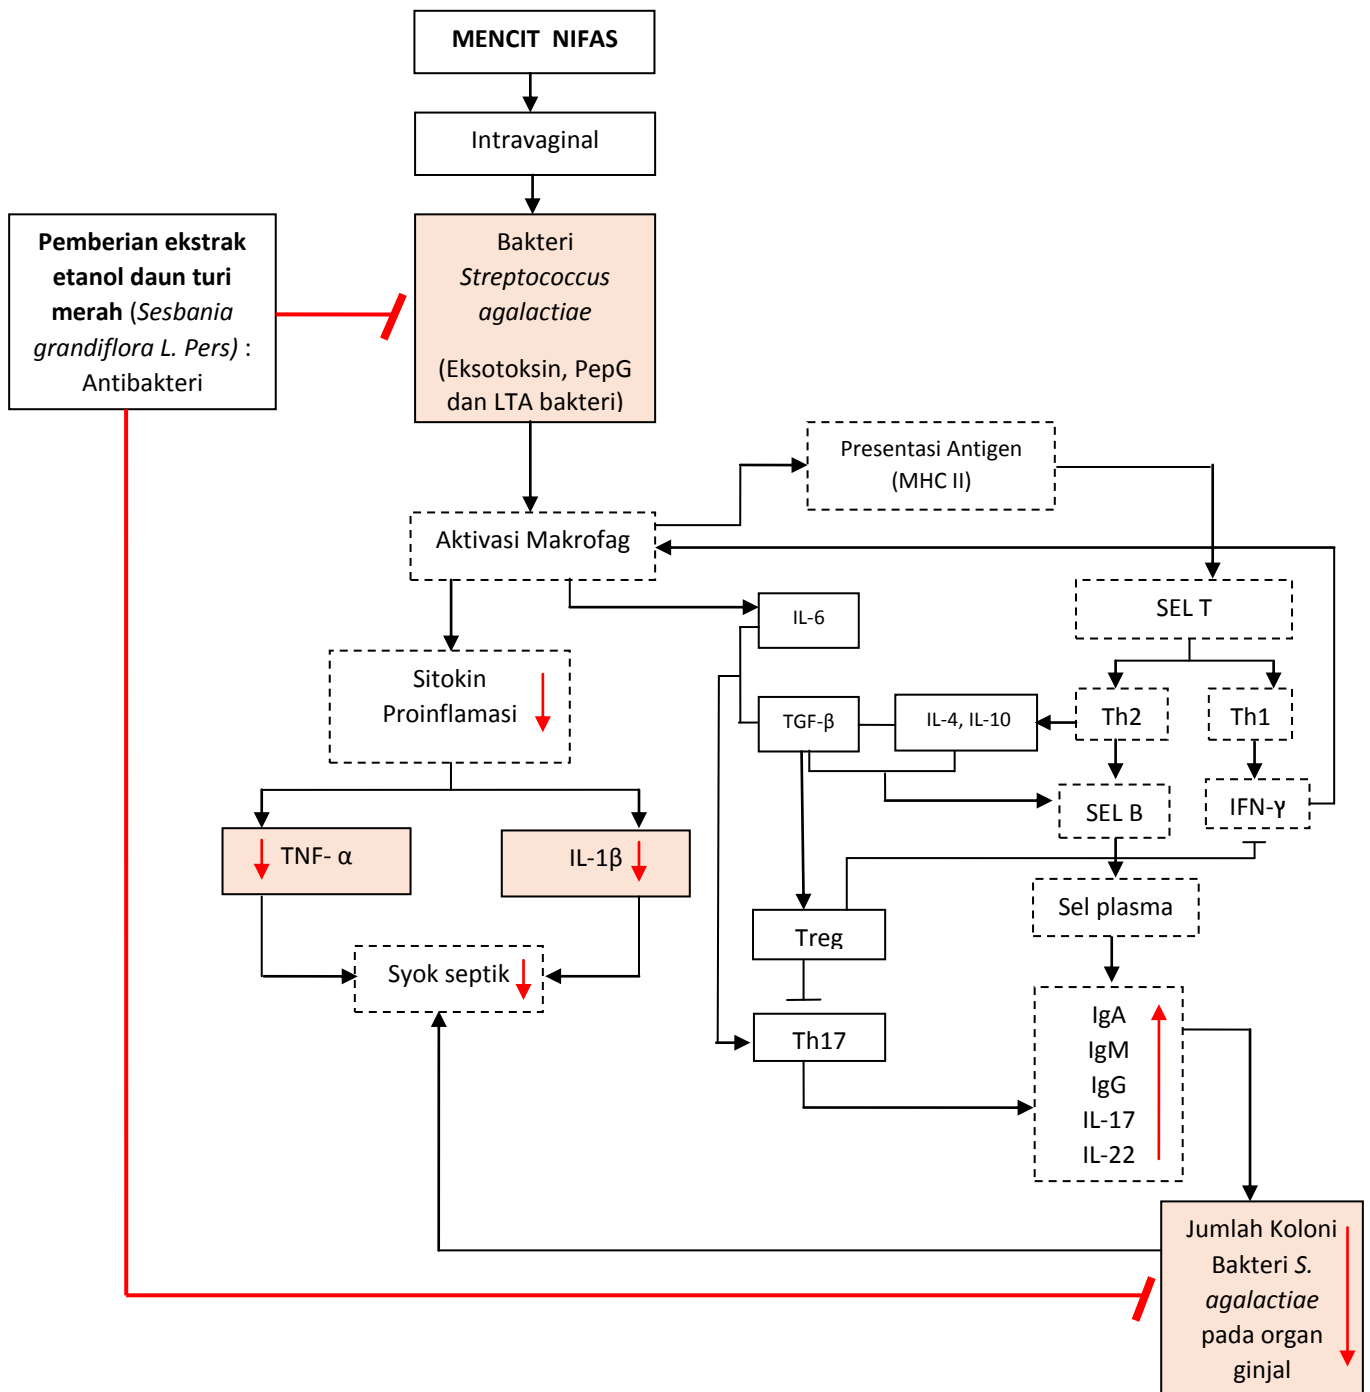 MENCIT  NIFAS
Intravaginal
Pemberian ekstrak
etanol daun turi
merah (Sesbania
grandiflora L. Pers) :
Antibakteri
Bakteri
Streptococcus
agalactiae
(Eksotoksin, PepG
dan LTA bakteri)
Presentasi Antigen
(MHC II)
Aktivasi Makrofag
SEL T
IL-6
Sitokin
Proinflamasi
TGF-β
IL-4, IL-10
Th2
Th1
SEL B
IFN-γ
TNF- α
IL-1β
Sel plasma
Treg
Syok septik
Th17
IgA
IgM
IgG
IL-17
IL-22
Jumlah Koloni
Bakteri S.
agalactiae
pada organ
ginjal